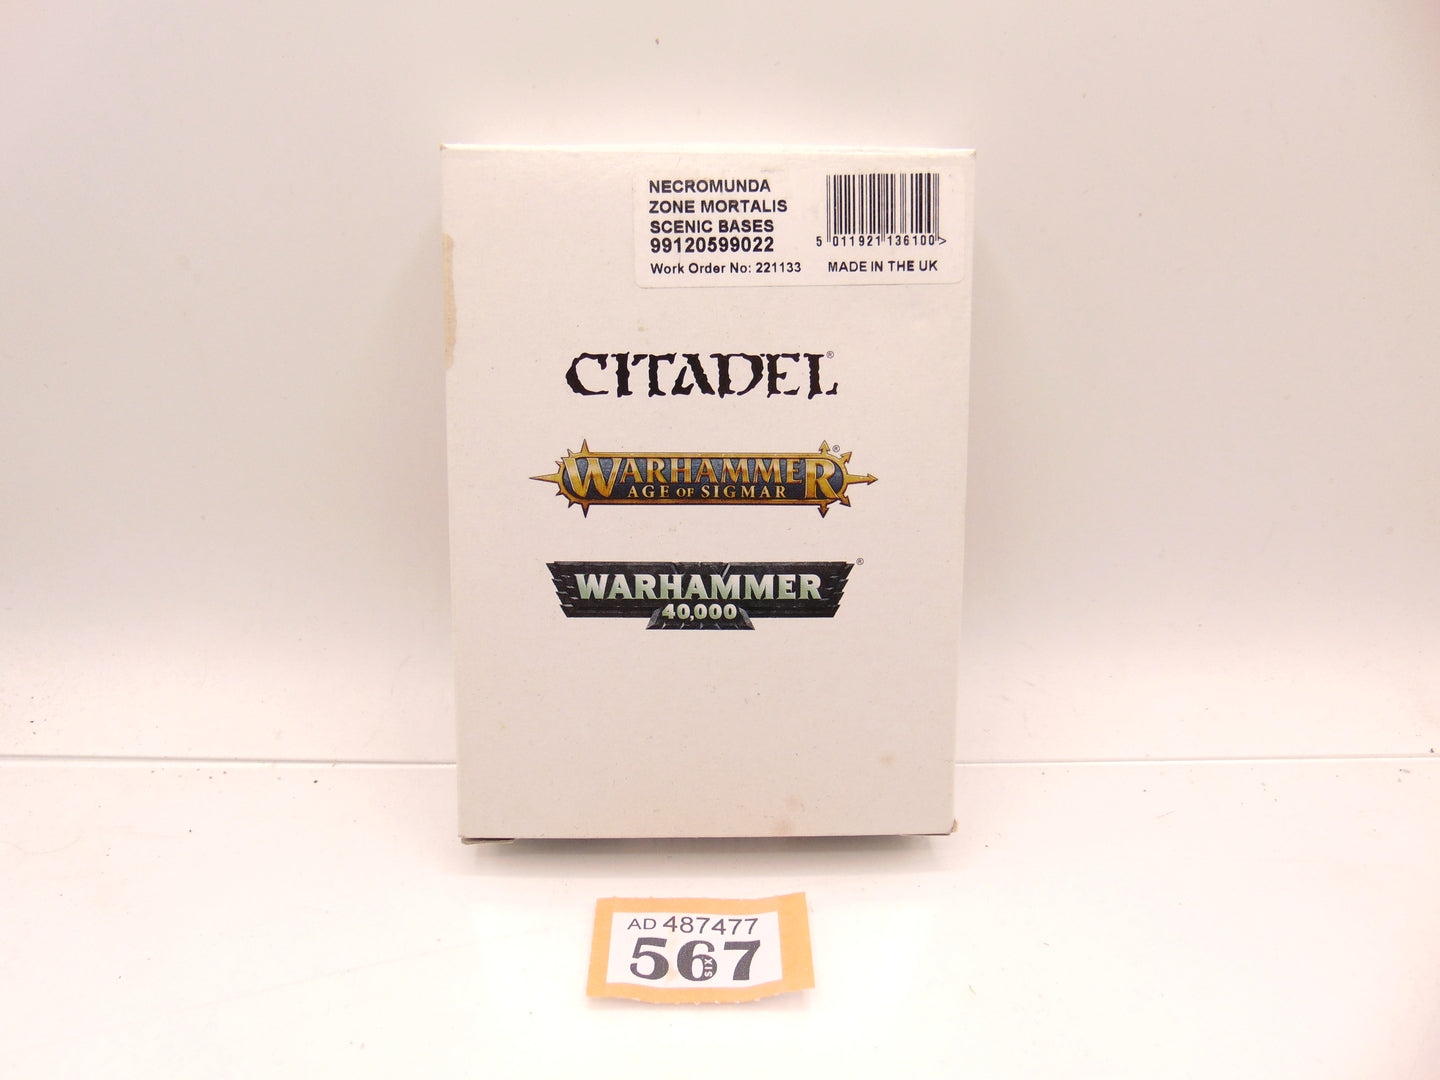 NECROMUNDA
ZONE MORTALIS
SCENIC BASES
99120599022
Work Order No: 221133
5 011921 136100 >
MADE IN THE UK
CITADEL®
WARHAMMER®
AGE OF SIGMAR
WARHAMMER®
40,000
AD 487477
567
SIX